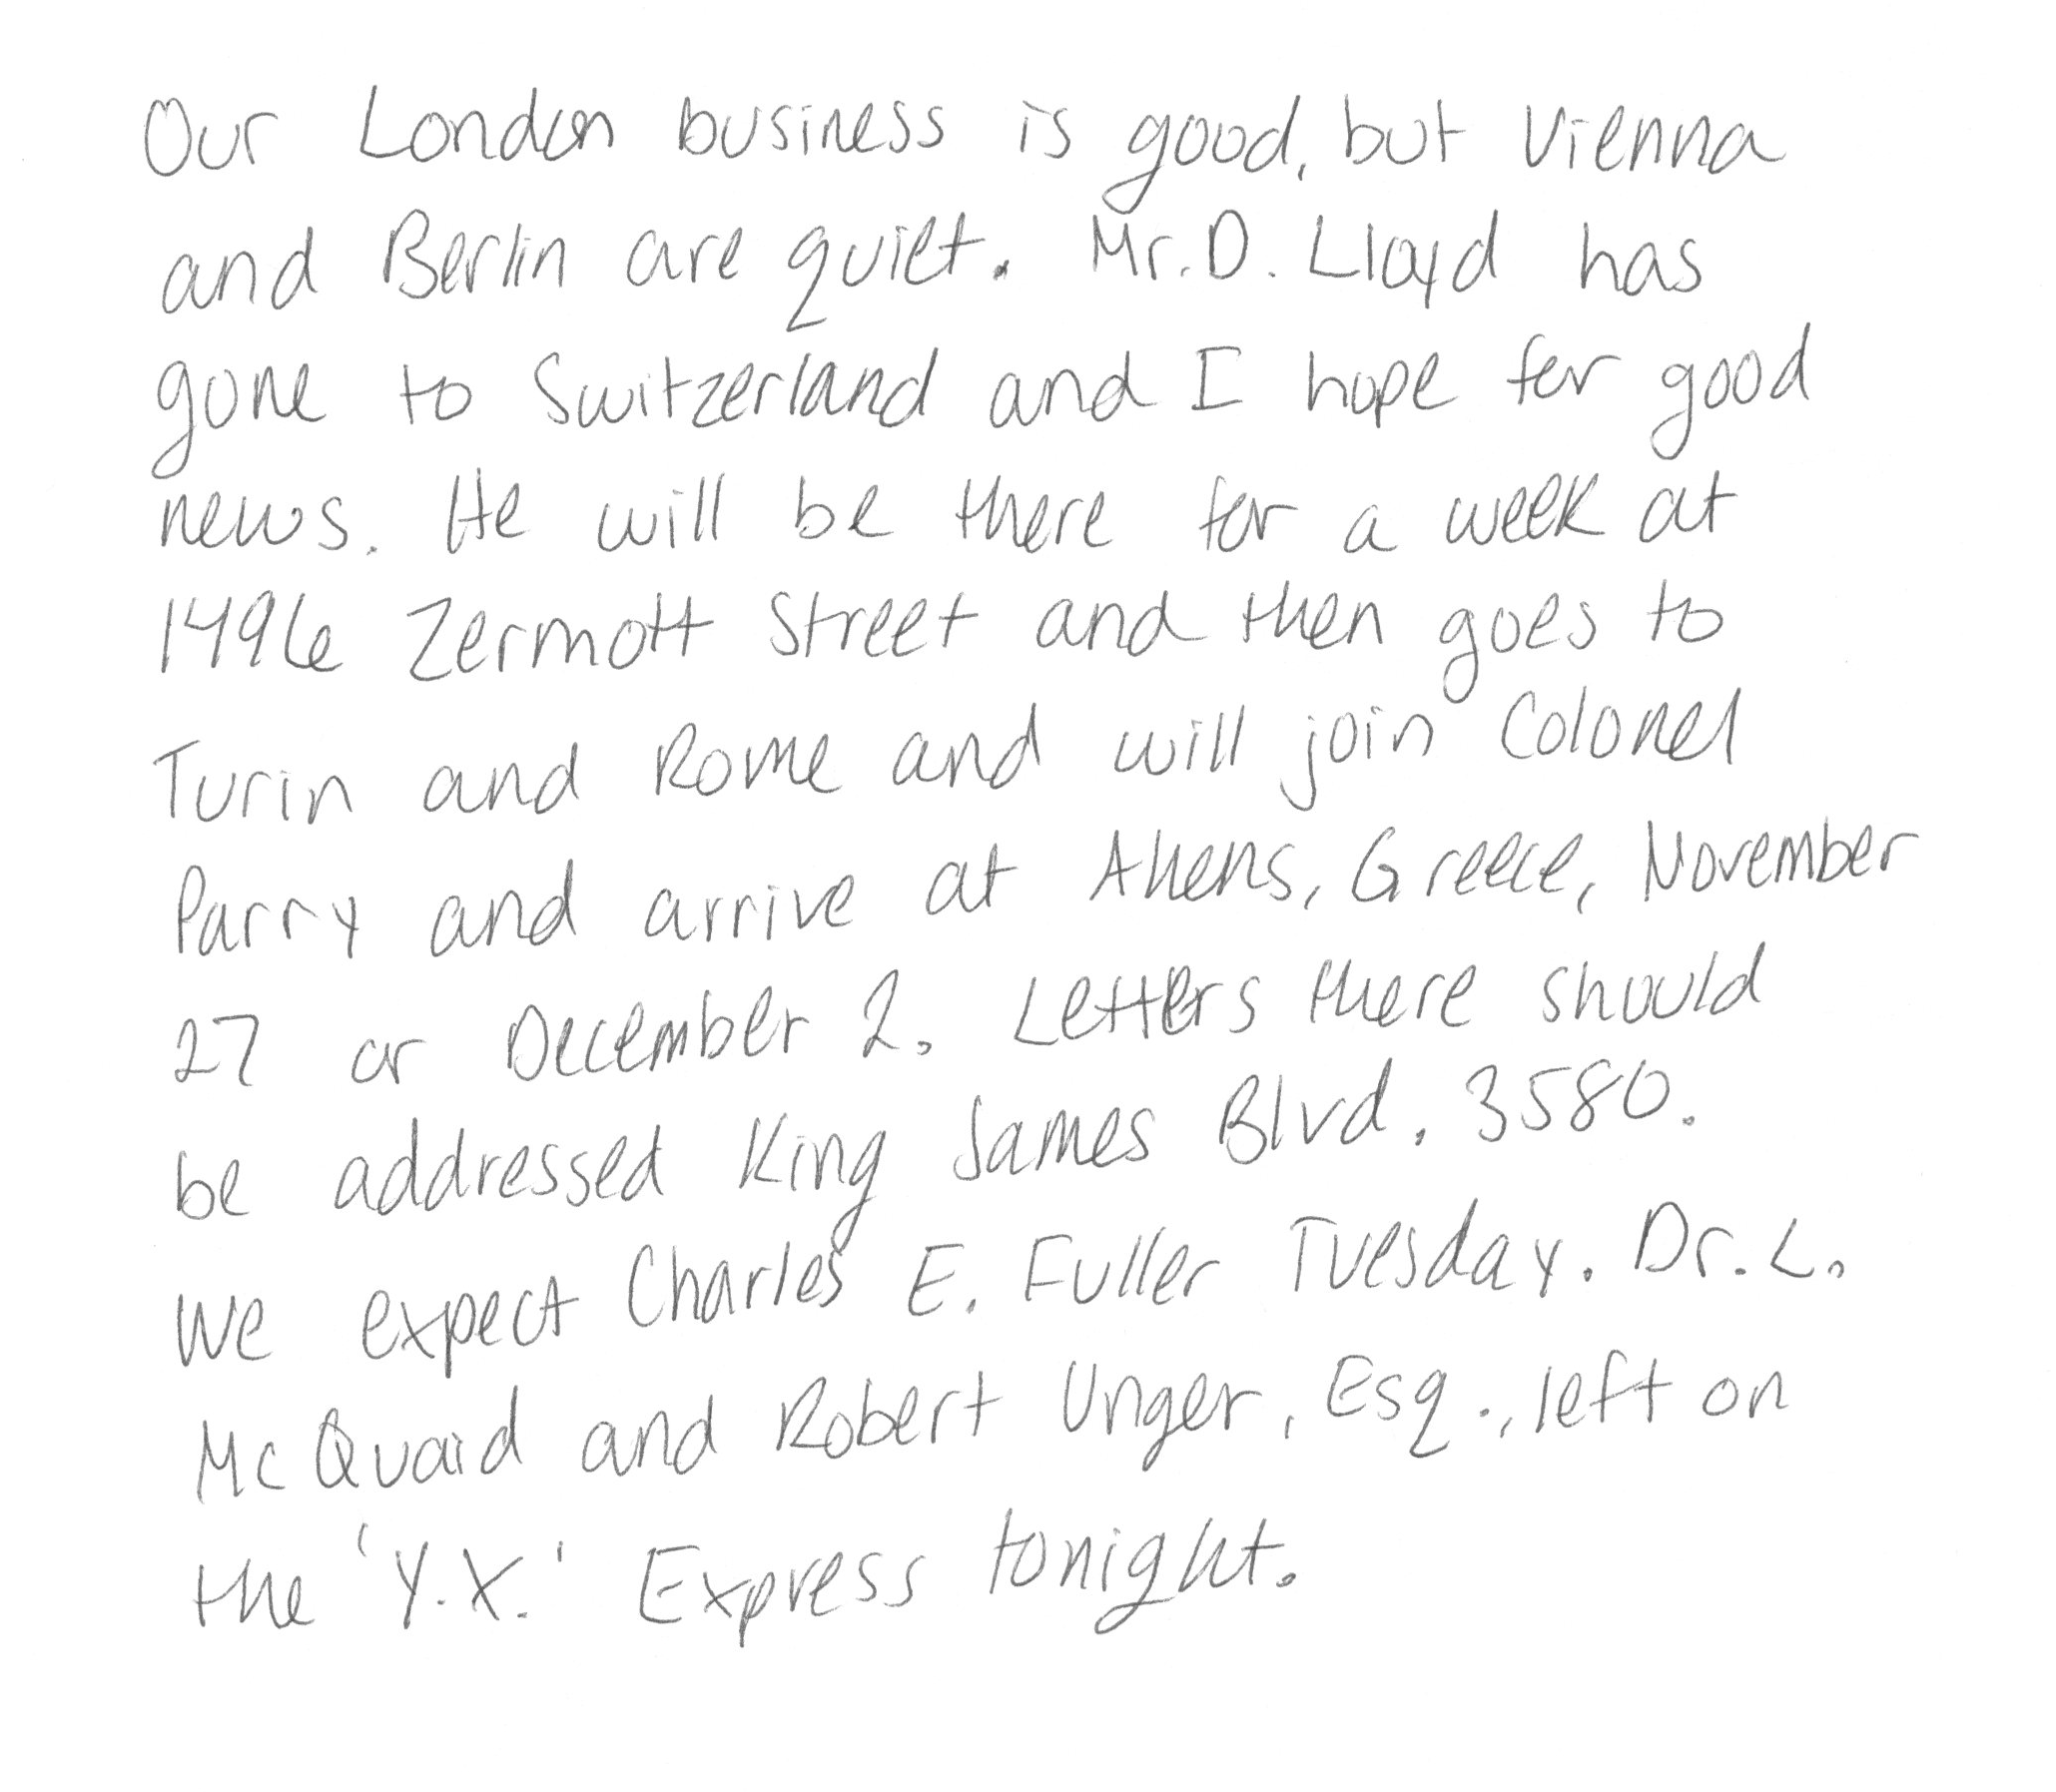 Our London business is good, but Vienna
and Berlin are quiet. Mr. D. Lloyd has
gone to Switzerland and I hope for good
news. He will be there for a week at
1496 Zermott Street and then goes to
Turin and Rome and will join Colonel
Parry and arrive at Athens, Greece, November
27 or December 2. Letters there should
be addressed King James Blvd. 3580.
We expect Charles E. Fuller Tuesday. Dr. L.
McQuaid and Robert Unger, Esq., left on
the 'Y.X.' Express tonight.